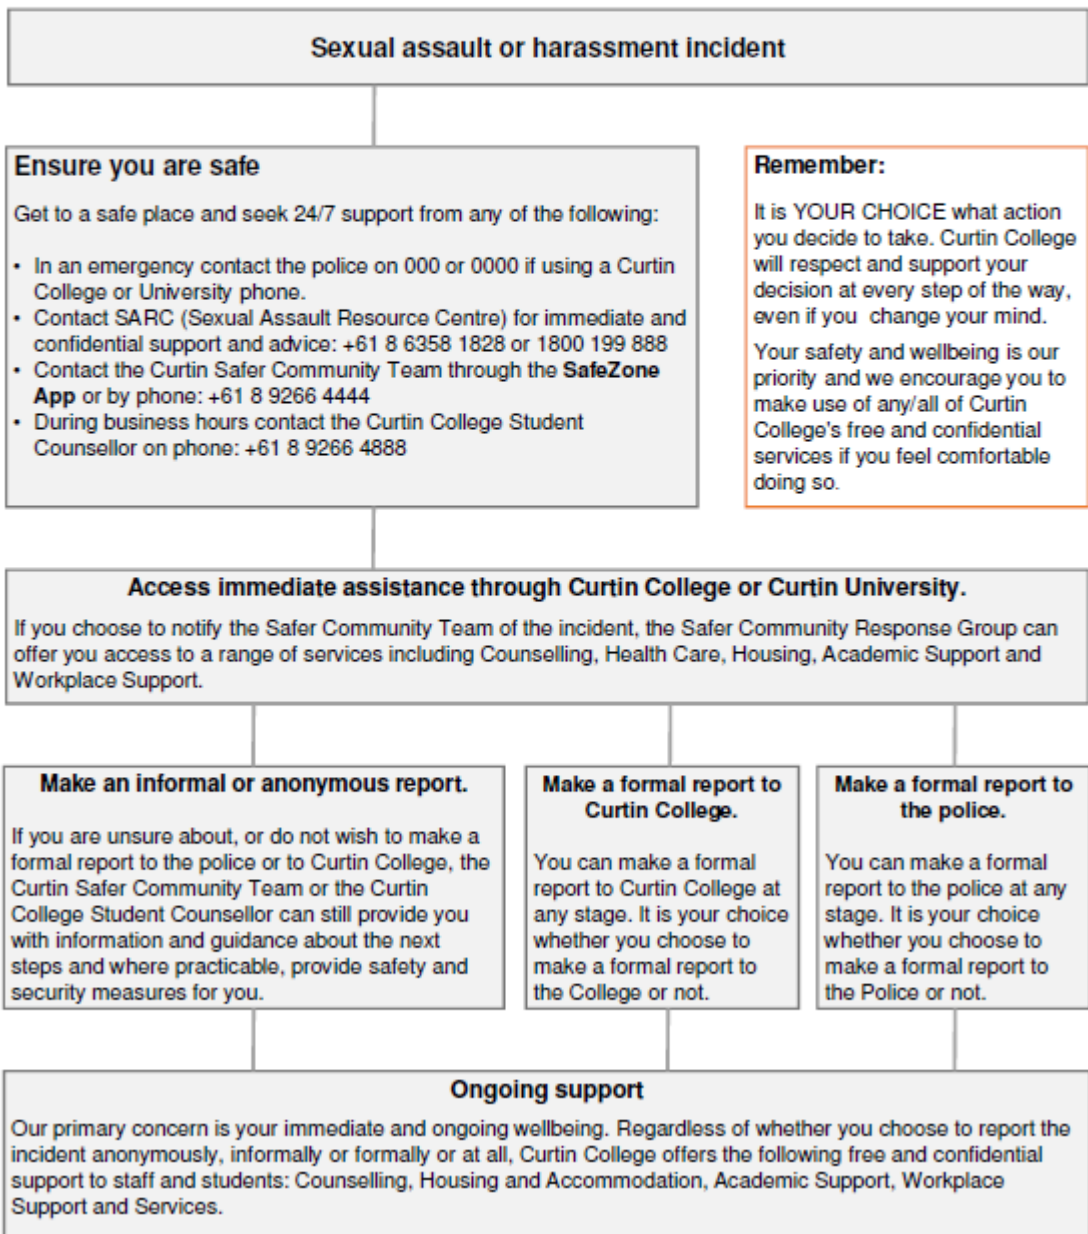 Sexual assault or harassment incident
Ensure you are safe
Get to a safe place and seek 24/7 support from any of the following:
• In an emergency contact the police on 000 or 0000 if using a Curtin
College or University phone.
• Contact SARC (Sexual Assault Resource Centre) for immediate and
confidential support and advice: +61 8 6358 1828 or 1800 199 888
• Contact the Curtin Safer Community Team through the SafeZone
App or by phone: +61 8 9266 4444
• During business hours contact the Curtin College Student
Counsellor on phone: +61 8 9266 4888
Remember:
It is YOUR CHOICE what action
you decide to take. Curtin College
will respect and support your
decision at every step of the way,
even if you change your mind.
Your safety and wellbeing is our
priority and we encourage you to
make use of any/all of Curtin
College's free and confidential
services if you feel comfortable
doing so.
Access immediate assistance through Curtin College or Curtin University.
If you choose to notify the Safer Community Team of the incident, the Safer Community Response Group can
offer you access to a range of services including Counselling, Health Care, Housing, Academic Support and
Workplace Support.
Make an informal or anonymous report.
If you are unsure about, or do not wish to make a
formal report to the police or to Curtin College, the
Curtin Safer Community Team or the Curtin
College Student Counsellor can still provide you
with information and guidance about the next
steps and where practicable, provide safety and
security measures for you.
Make a formal report to
Curtin College.
You can make a formal
report to Curtin College at
any stage. It is your choice
whether you choose to
make a formal report to
the College or not.
Make a formal report to
the police.
You can make a formal
report to the police at any
stage. It is your choice
whether you choose to
make a formal report to
the Police or not.
Ongoing support
Our primary concern is your immediate and ongoing wellbeing. Regardless of whether you choose to report the
incident anonymously, informally or formally or at all, Curtin College offers the following free and confidential
support to staff and students: Counselling, Housing and Accommodation, Academic Support, Workplace
Support and Services.